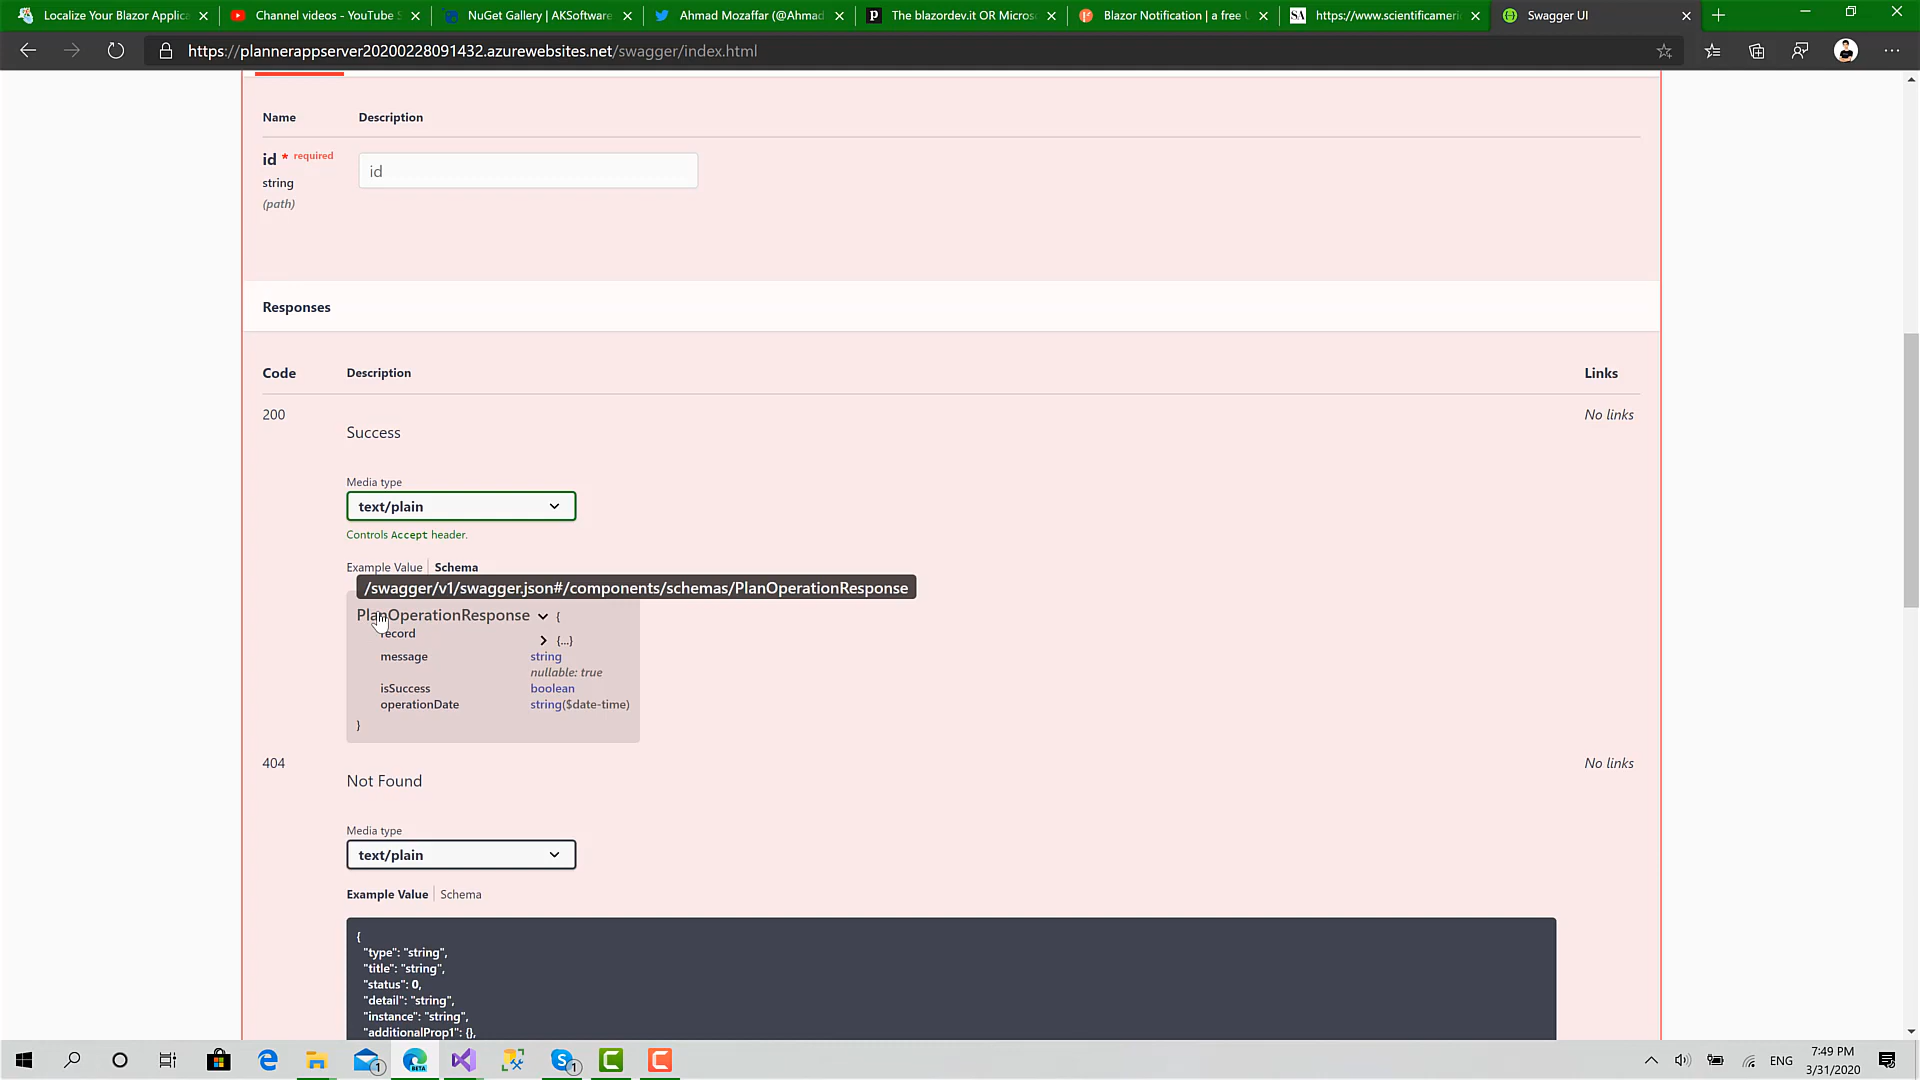 Localize Your Blazor Applic
Channel videos - YouTube S
NuGet Gallery | AKSoftware
Ahmad Mozaffar (@Ahmad
The blazordev.it OR Micros
Blazor Notification | a free
https://www.scientificameri
Swagger UI
https://plannerappserver20200228091432.azurewebsites.net/swagger/index.html
Name Description
id * required
string
(path)
id
Responses
Code Description Links
200 No links
Success
Media type
text/plain
Controls Accept header.
Example Value Schema
/swagger/v1/swagger.json#/components/schemas/PlanOperationResponse
PlanOperationResponse {
record {...}
message string
nullable: true
isSuccess boolean
operationDate string($date-time)
}
404 No links
Not Found
Media type
text/plain
Example Value Schema
{
"type": "string",
"title": "string",
"status": 0,
"detail": "string",
"instance": "string",
"additionalProp1": {},
ENG
7:49 PM
3/31/2020